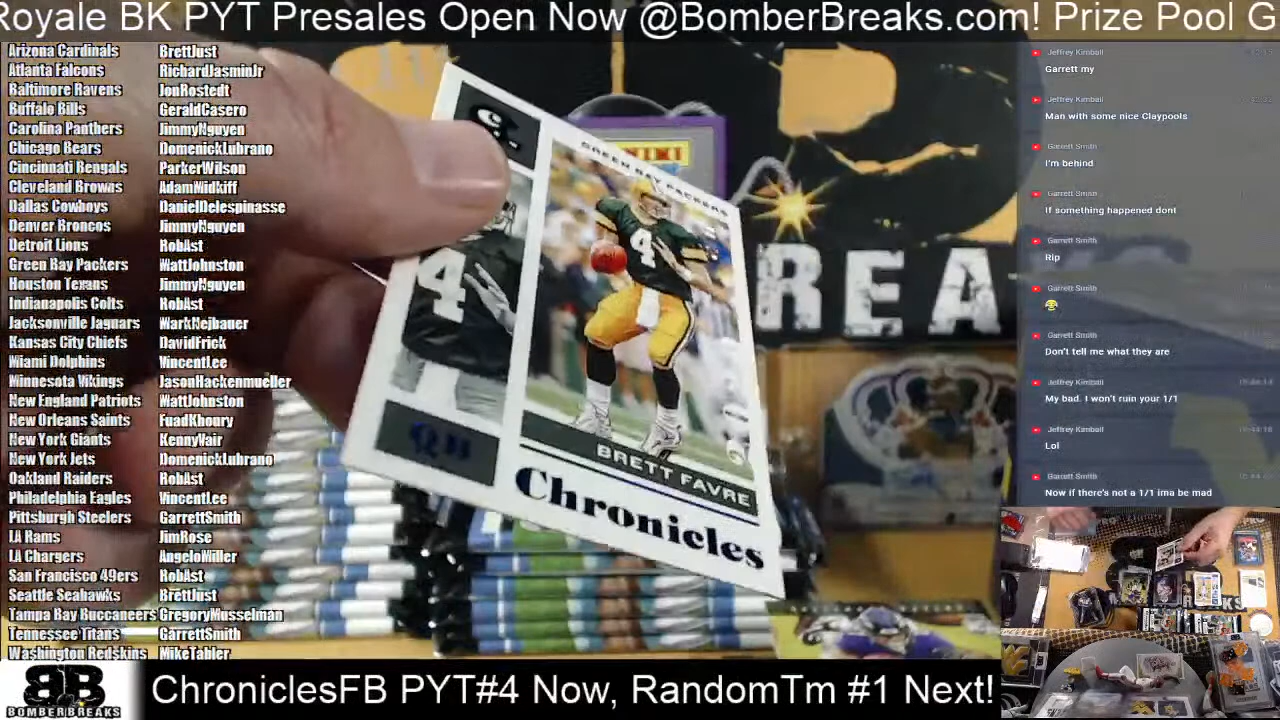 Royale BK PYT Presales Open Now @BomberBreaks.com! Prize Pool G
Arizona Cardinals BrettJust
Atlanta Falcons RichardJasminJr
Baltimore Ravens JonRostedt
Buffalo Bills GeraldCasero
Carolina Panthers JimmyNguyen
Chicago Bears DomenickLubrano
Cincinnati Bengals ParkerWilson
Cleveland Browns AdamMidkiff
Dallas Cowboys DanielDelespinasse
Denver Broncos JimmyNguyen
Detroit Lions RobAst
Green Bay Packers MattJohnston
Houston Texans JimmyNguyen
Indianapolis Colts RobAst
Jacksonville Jaguars MarkNejbauer
Kansas City Chiefs DavidFrick
Miami Dolphins VincentLee
Minnesota Vikings JasonHackenmueller
New England Patriots MattJohnston
New Orleans Saints FuadKhoury
New York Giants KennyNair
New York Jets DomenickLubrano
Oakland Raiders RobAst
Philadelphia Eagles VincentLee
Pittsburgh Steelers GarrettSmith
LA Rams JimRose
LA Chargers AngeloMiller
San Francisco 49ers RobAst
Seattle Seahawks BrettJust
Tampa Bay Buccaneers GregoryMusselman
Tennessee Titans GarrettSmith
Washington Redskins MikeTabler
PANINI
GREEN BAY PACKERS
4
4
QB
BRETT FAVRE
Chronicles
REA
Jeffrey Kimball
Garrett my
Jeffrey Kimball
Man with some nice Claypools
Garrett Smith
I'm behind
Garrett Smith
If something happened dont
Garrett Smith
Rip
Garrett Smith
😂
Garrett Smith
Don't tell me what they are
Jeffrey Kimball
My bad. I won't ruin your 1/1
Jeffrey Kimball
Lol
Garrett Smith
Now if there's not a 1/1 ima be mad
BB
BOMBERBREAKS
ChroniclesFB PYT#4 Now, RandomTm #1 Next!